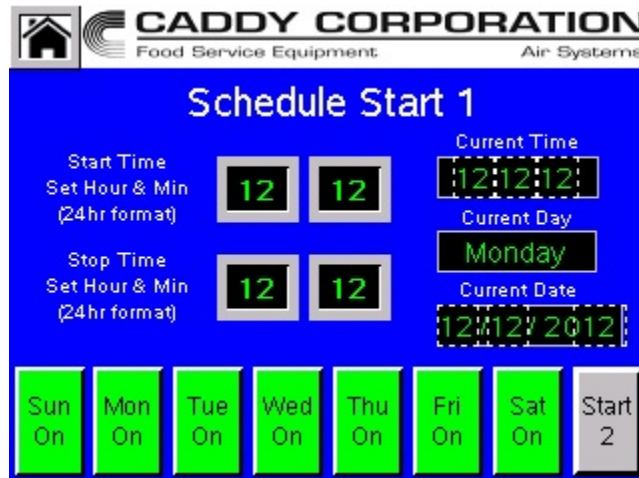 CADDY CORPORATION
Food Service Equipment Air Systems
Schedule Start 1
Start Time
Set Hour & Min
(24hr format)
12 12
Stop Time
Set Hour & Min
(24hr format)
12 12
Current Time
12:12:12
Current Day
Monday
Current Date
12/12/2012
Sun On
Mon On
Tue On
Wed On
Thu On
Fri On
Sat On
Start 2